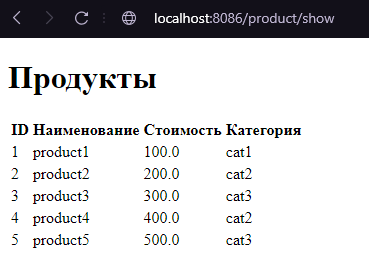 localhost:8086/product/show
Продукты
ID Наименование Стоимость Категория
1 product1 100.0 cat1
2 product2 200.0 cat2
3 product3 300.0 cat3
4 product4 400.0 cat2
5 product5 500.0 cat3